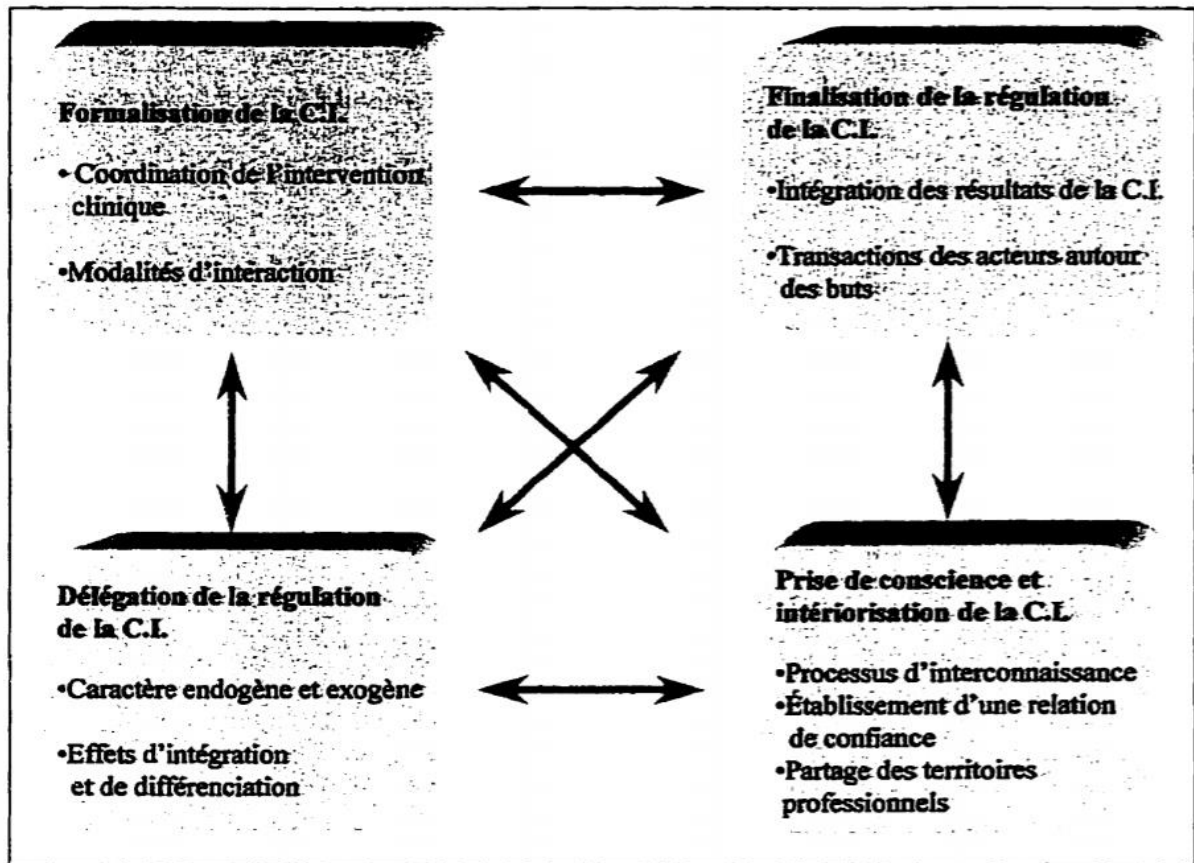 Formalisation de la C.I.
• Coordination de l'intervention
clinique
•Modalités d'interaction
Finalisation de la régulation
de la C.I.
•Intégration des résultats de la C.I.
•Transactions des acteurs autour
des buts
Délégation de la régulation
de la C.I.
•Caractère endogène et exogène
•Effets d'intégration
et de différenciation
Prise de conscience et
intériorisation de la C.I.
•Processus d'interconnaissance
•Établissement d'une relation
de confiance
•Partage des territoires
professionnels